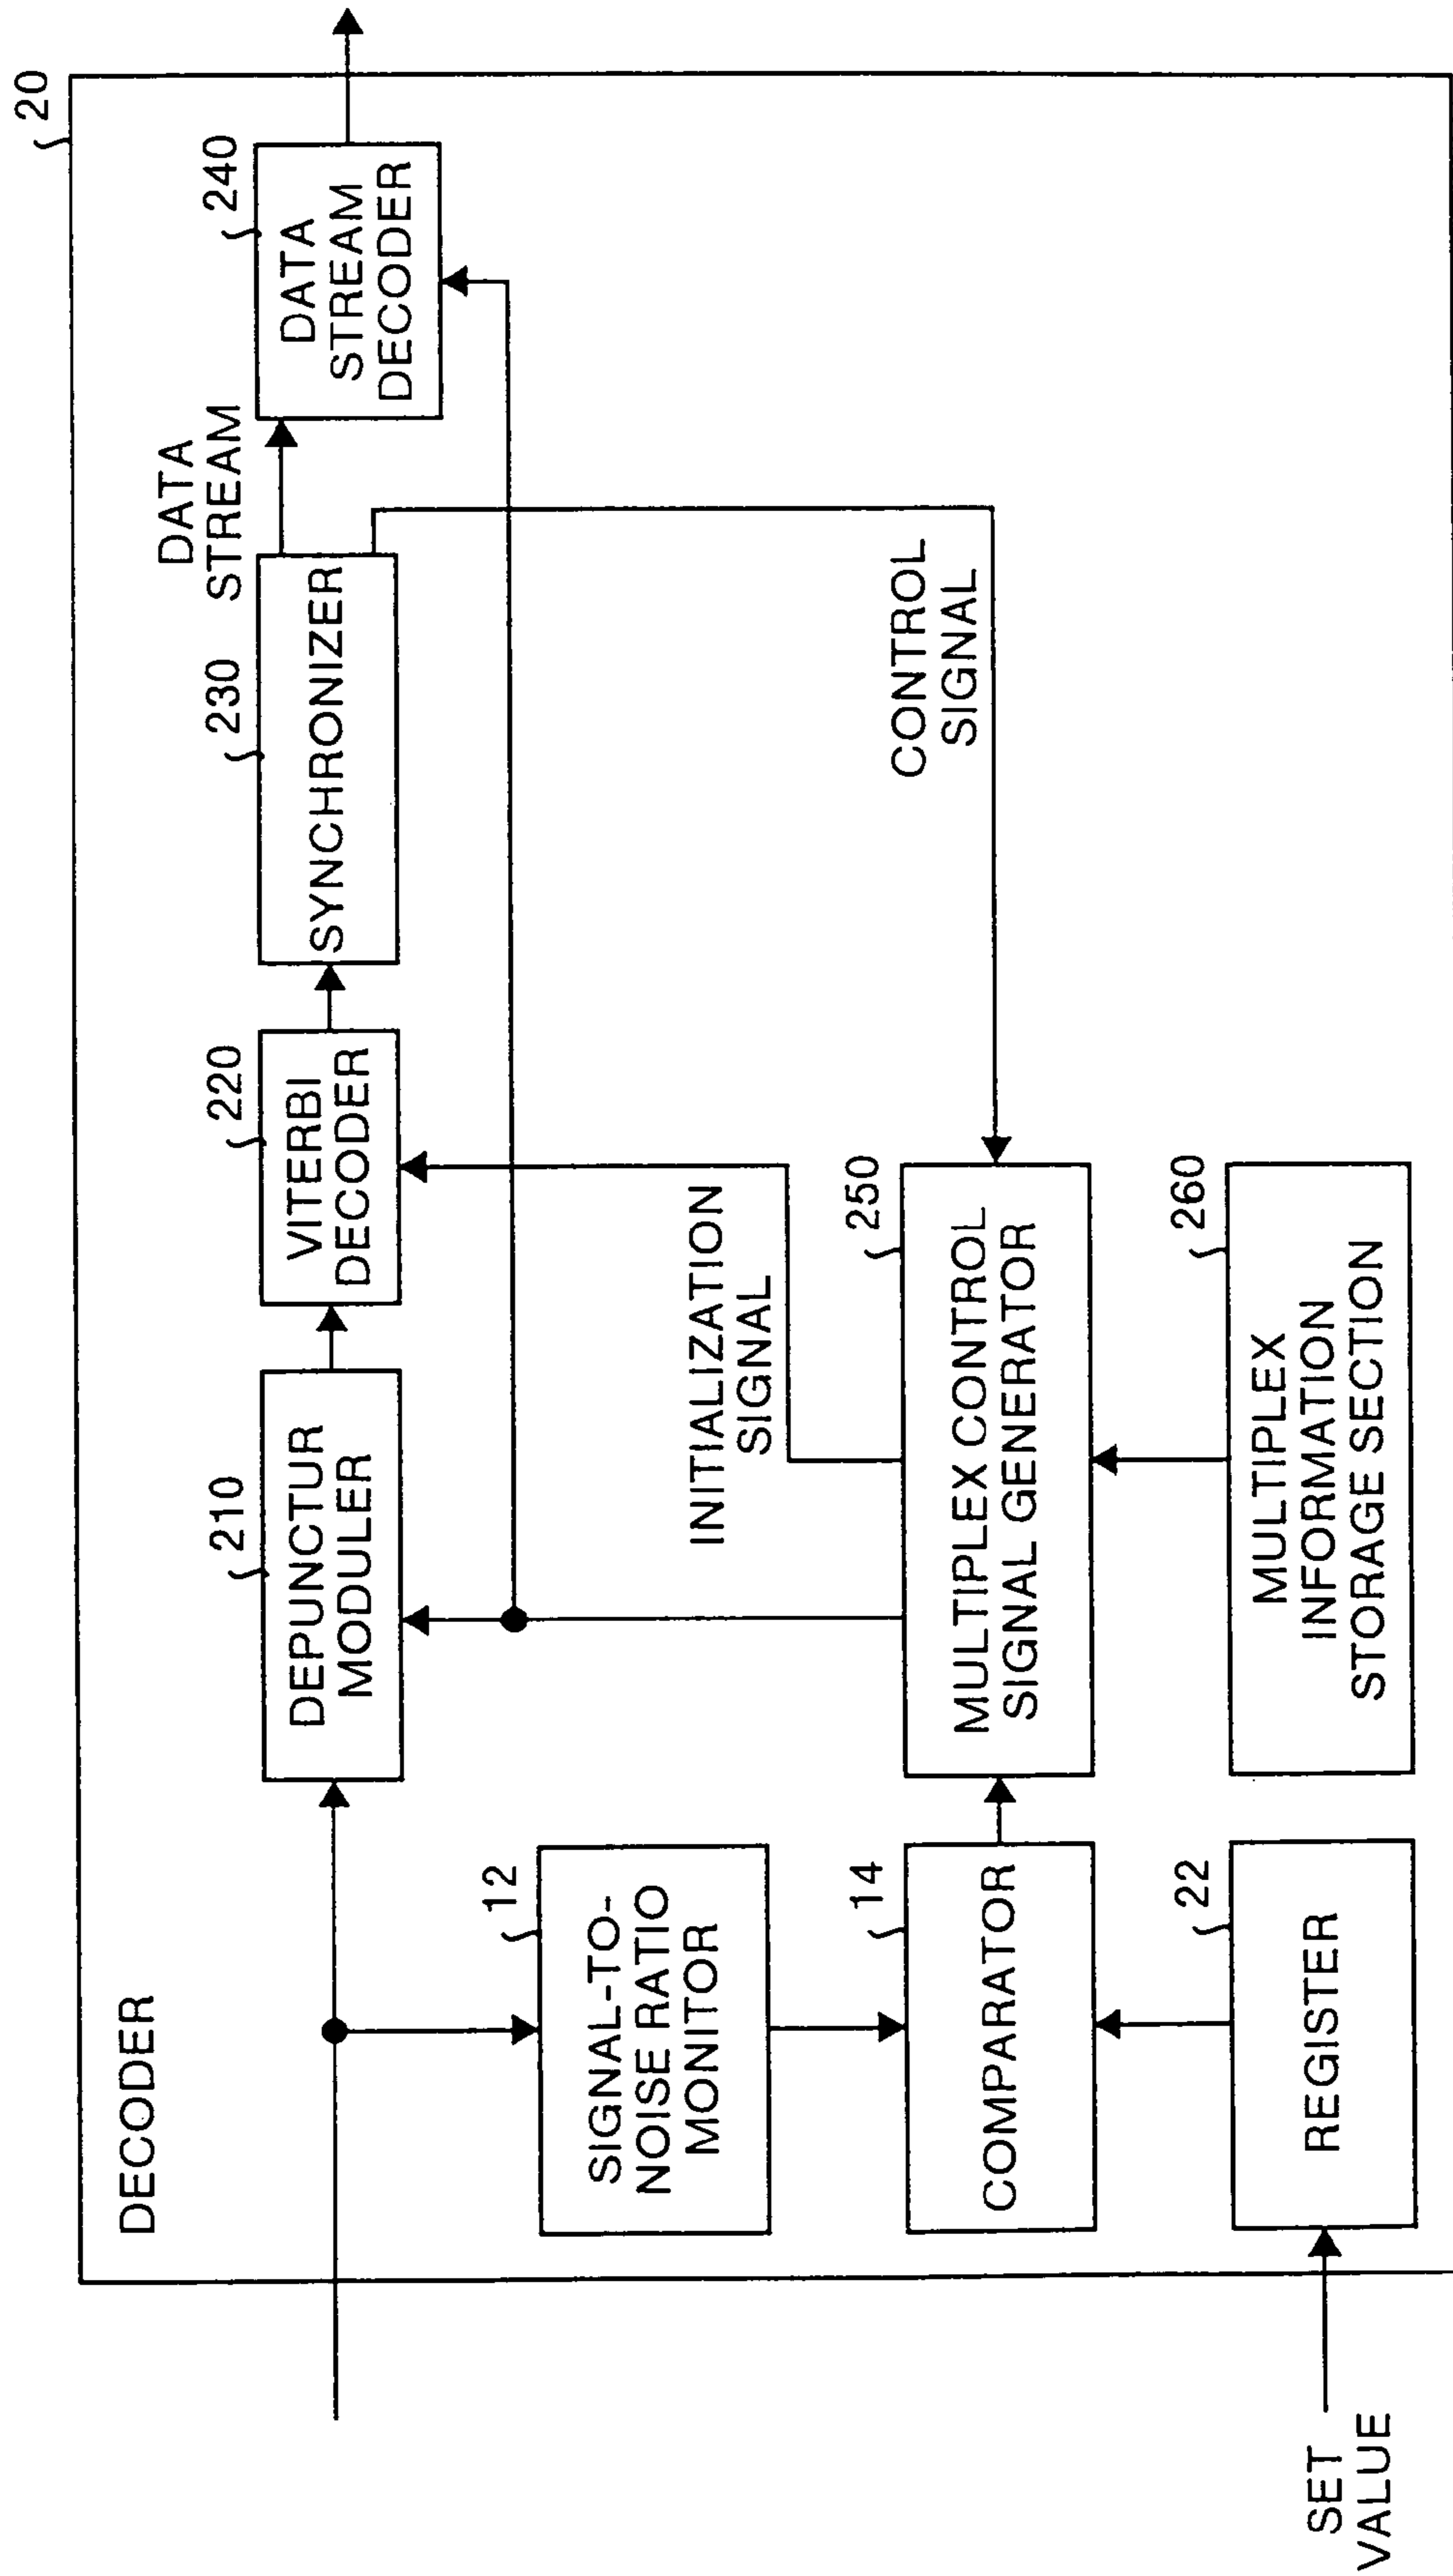 20
DECODER
210
DEPUNCTUR
MODULER
220
VITERBI
DECODER
230
SYNCHRONIZER
DATA
STREAM
240
DATA
STREAM
DECODER
12
SIGNAL-TO-
NOISE RATIO
MONITOR
INITIALIZATION
SIGNAL
CONTROL
SIGNAL
14
COMPARATOR
250
MULTIPLEX CONTROL
SIGNAL GENERATOR
22
REGISTER
260
MULTIPLEX
INFORMATION
STORAGE SECTION
SET
VALUE